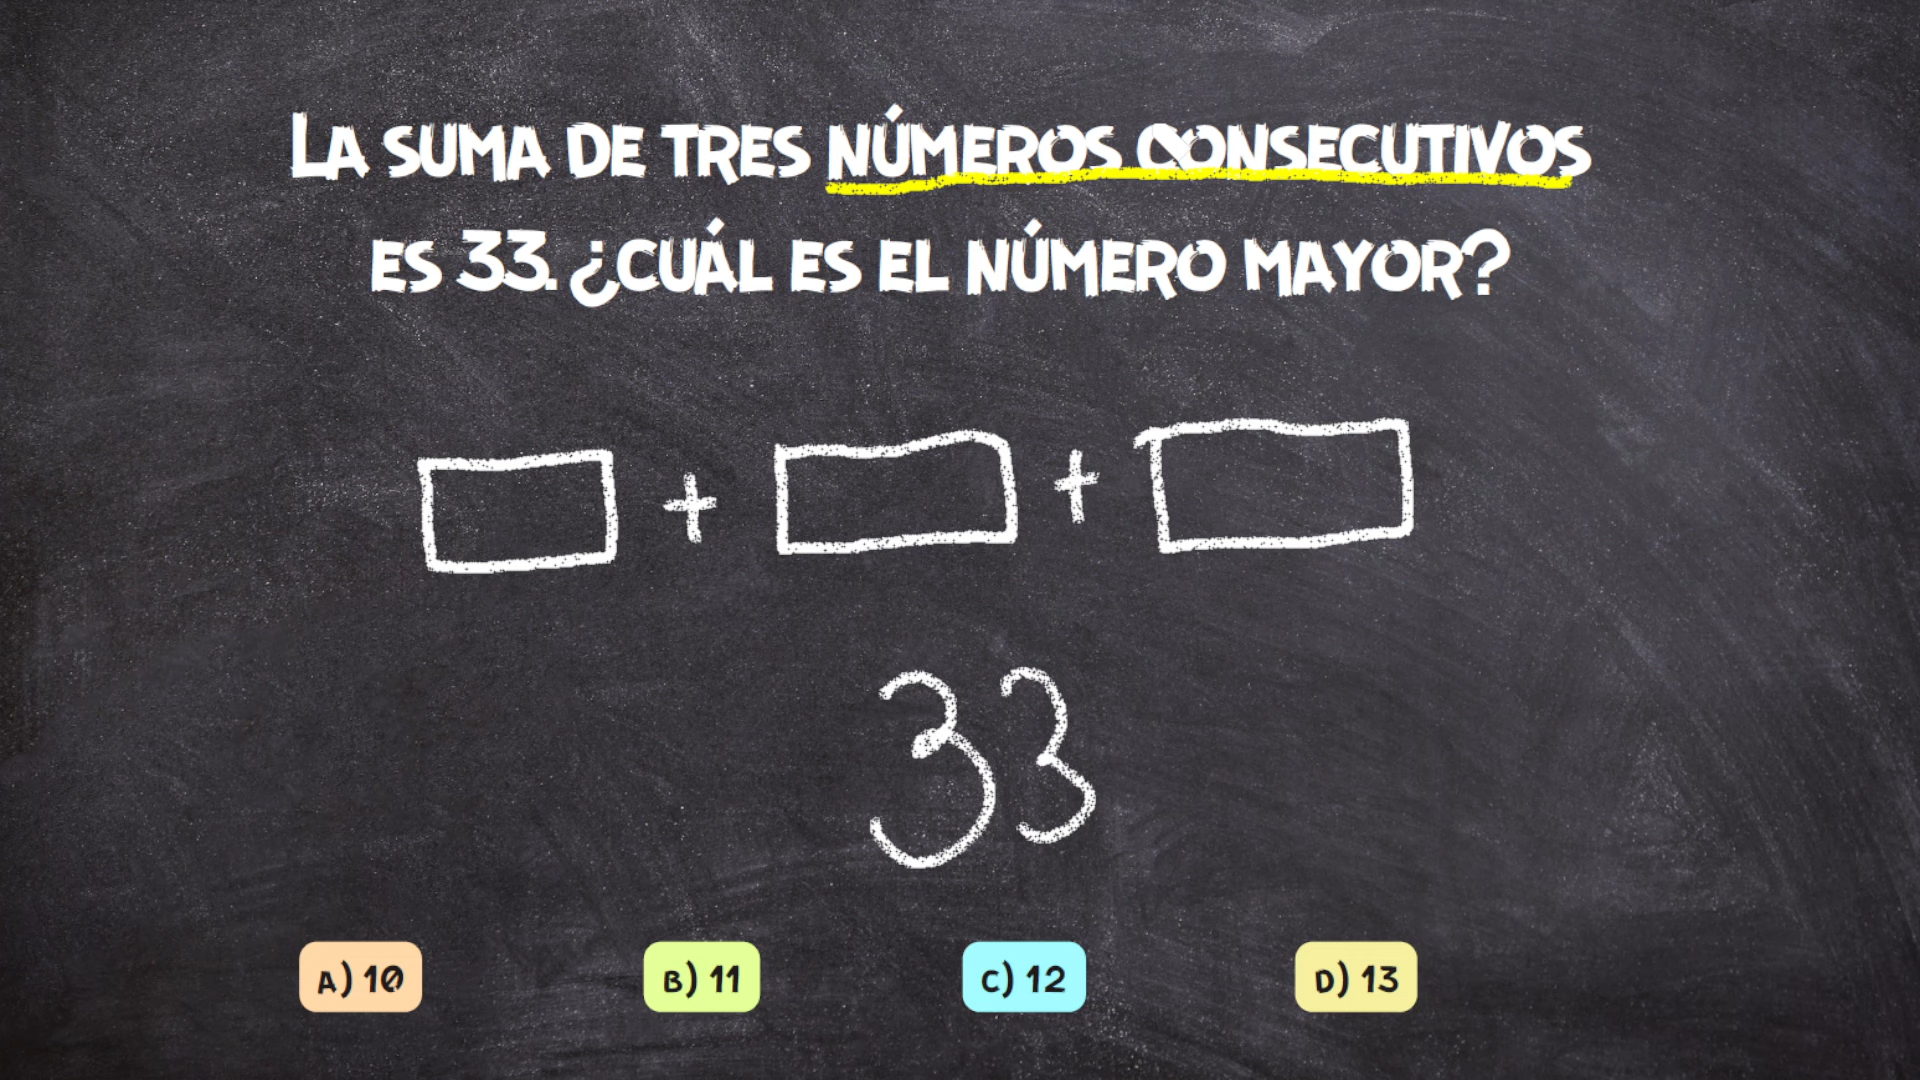 LA SUMA DE TRES NÚMEROS CONSECUTIVOS
ES 33. ¿CUÁL ES EL NÚMERO MAYOR?
+ +
33
A) 10 B) 11 C) 12 D) 13